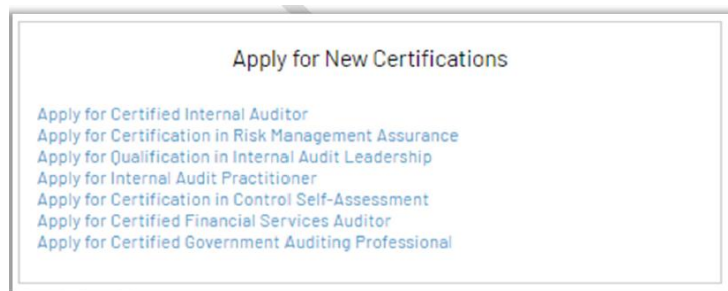 Apply for New Certifications
Apply for Certified Internal Auditor
Apply for Certification in Risk Management Assurance
Apply for Qualification in Internal Audit Leadership
Apply for Internal Audit Practitioner
Apply for Certification in Control Self-Assessment
Apply for Certified Financial Services Auditor
Apply for Certified Government Auditing Professional